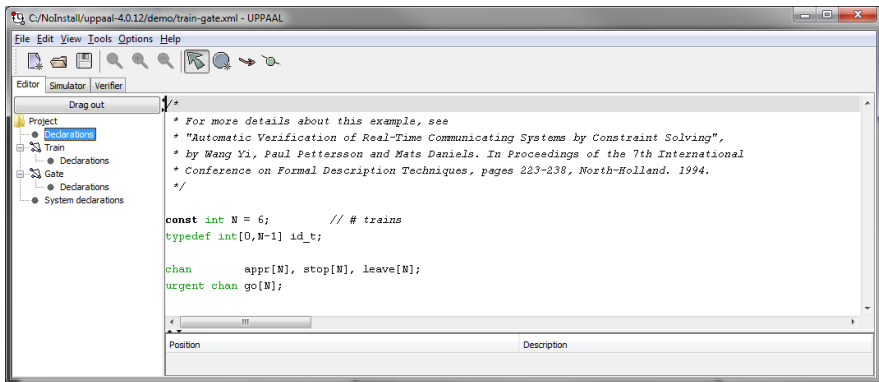 C:/NoInstall/uppaal-4.0.12/demo/train-gate.xml - UPPAAL
File Edit View Tools Options Help
Editor Simulator Verifier
Drag out
Project
Declarations
Train
Declarations
Gate
Declarations
System declarations
/*
* For more details about this example, see
* "Automatic Verification of Real-Time Communicating Systems by Constraint Solving",
* by Wang Yi, Paul Pettersson and Mats Daniels. In Proceedings of the 7th International
* Conference on Formal Description Techniques, pages 223-238, North-Holland. 1994.
*/
const int N = 6; // # trains
typedef int[0,N-1] id_t;
chan appr[N], stop[N], leave[N];
urgent chan go[N];
Position Description